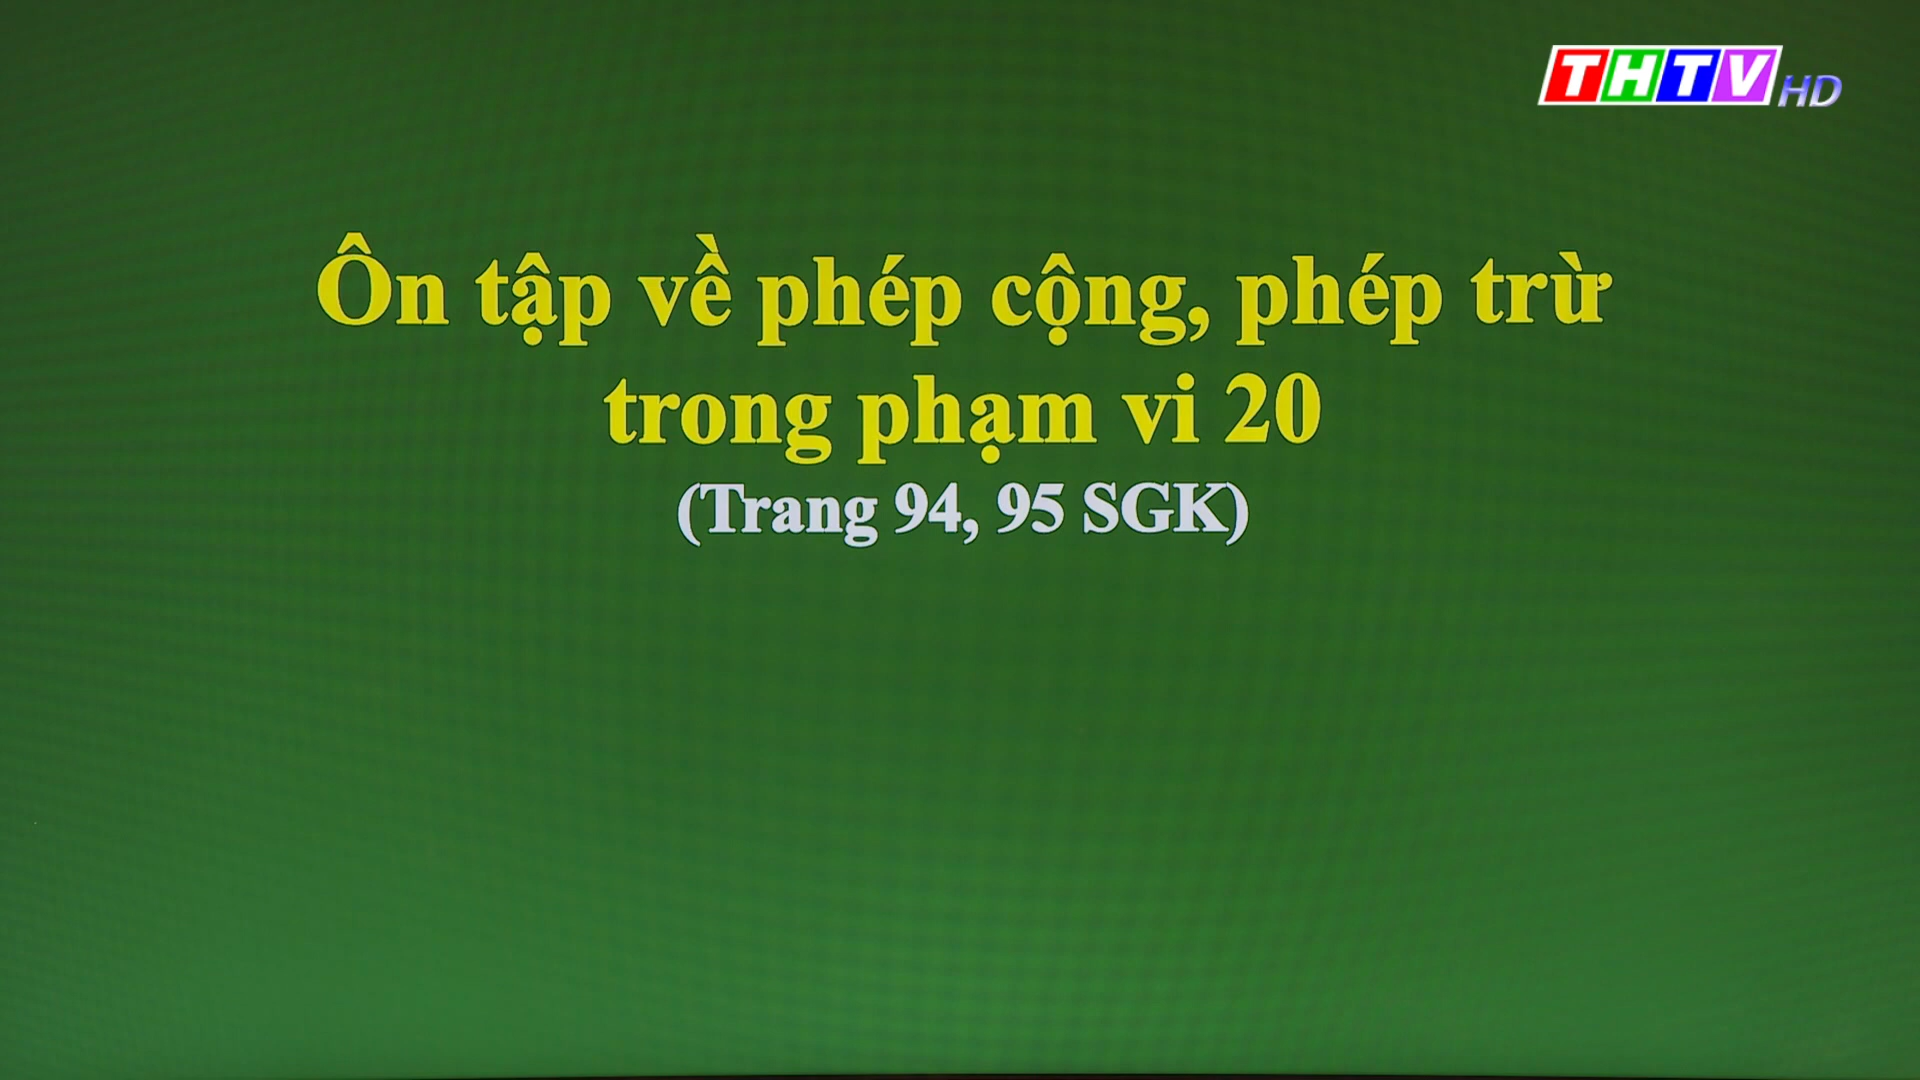 THTV HD
Ôn tập về phép cộng, phép trừ
trong phạm vi 20
(Trang 94, 95 SGK)